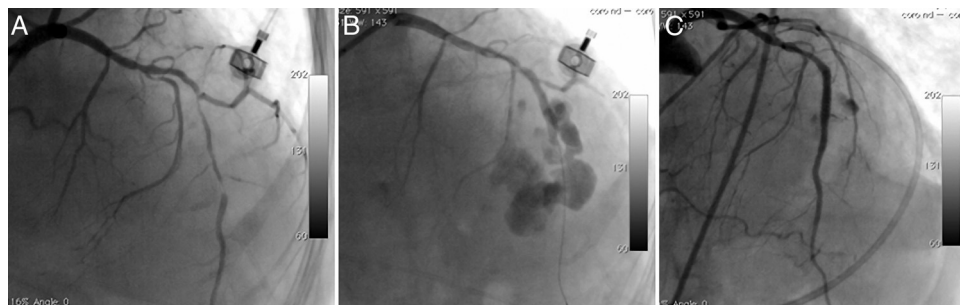 A
202
131
60
16% Angle 0
B
591 x 591
W: 143
coro nd – coro
202
131
60
C
591 x 591
W: 143
coro nd – coro
202
131
60
% Angle 0